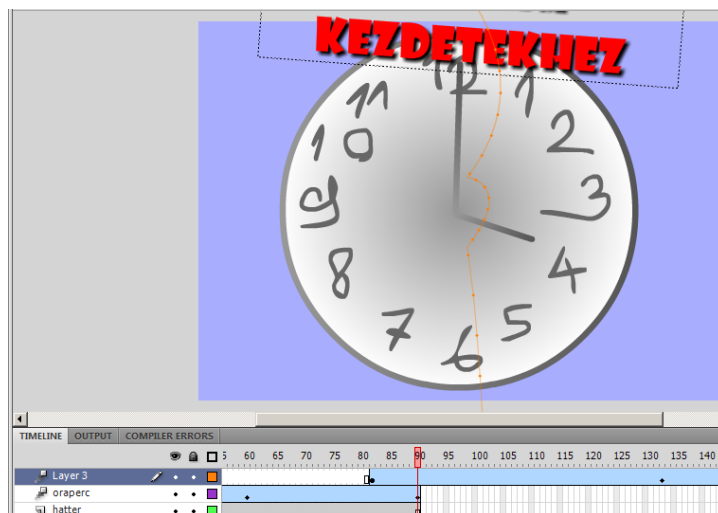 KEZDETEKHEZ
12
1
2
3
4
5
6
7
8
9
10
11
TIMELINE OUTPUT COMPILER ERRORS
5 60 65 70 75 80 85 90 95 100 105 110 115 120 125 130 135 140
Layer 3
oraperc
hatter